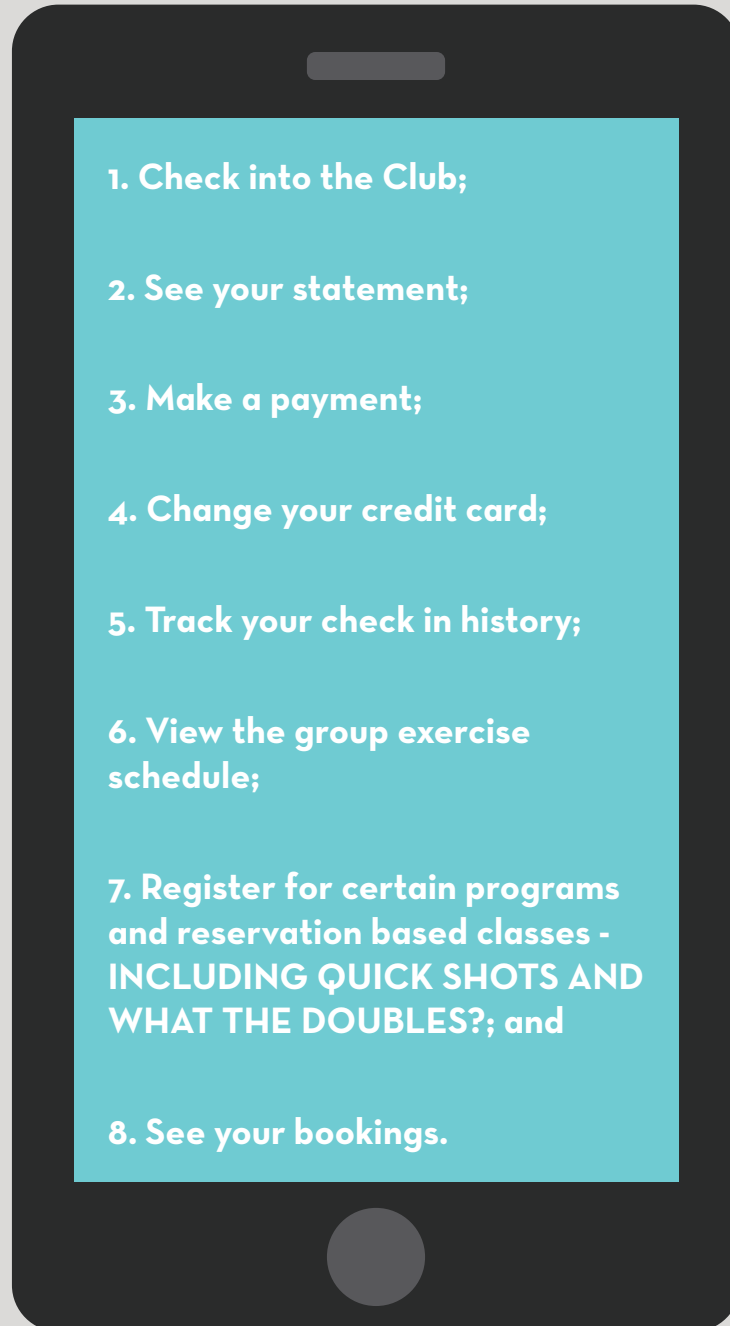 1. Check into the Club;
2. See your statement;
3. Make a payment;
4. Change your credit card;
5. Track your check in history;
6. View the group exercise
schedule;
7. Register for certain programs
and reservation based classes -
INCLUDING QUICK SHOTS AND
WHAT THE DOUBLES?; and
8. See your bookings.